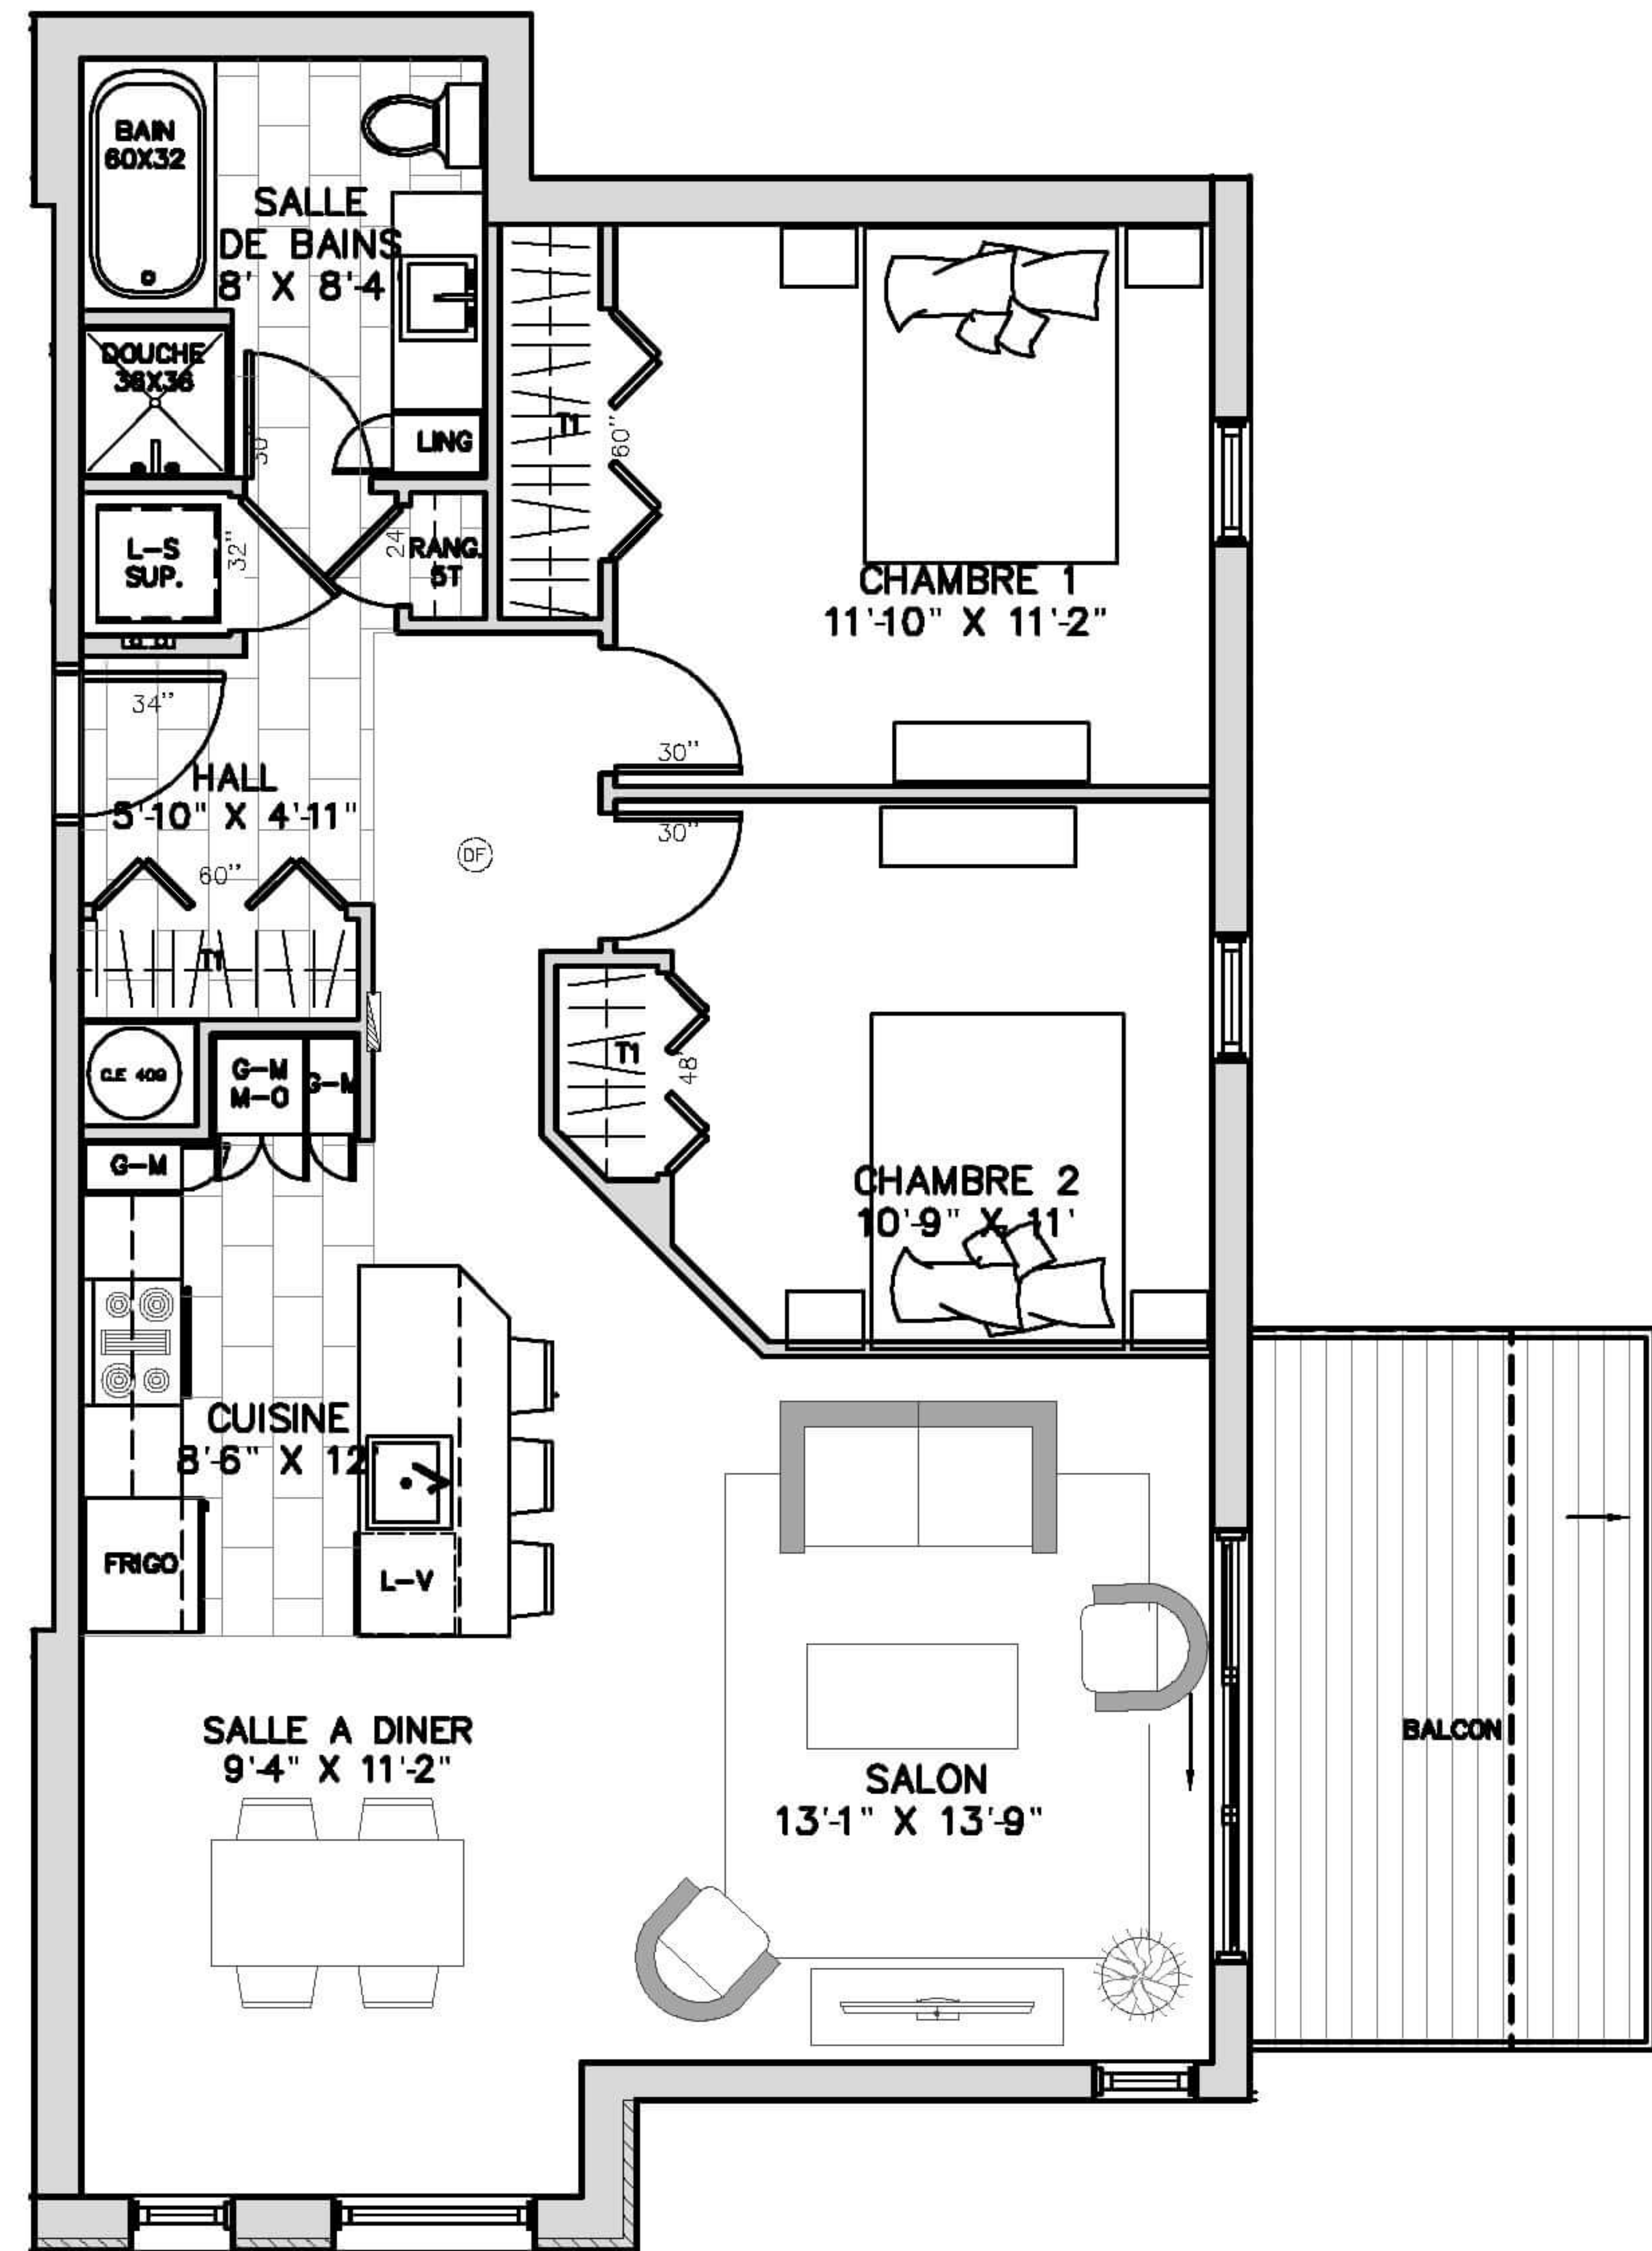 BAIN
60X32
SALLE
DE BAINS
8' X 8'-4
DOUCHE
36X36
30"
LING
T1
60"
L-S
SUP.
32"
24
RANG.
5T
CHAMBRE 1
11'-10" X 11'-2"
34"
30"
HALL
5'-10" X 4'-11"
30"
DF
60"
T1
T1
48"
C.E 40G
G-M
M-O
G-M
G-M
CHAMBRE 2
10'-9" X 11'
CUISINE
8'-6" X 12'
FRIGO
L-V
SALLE A DINER
9'-4" X 11'-2"
SALON
13'-1" X 13'-9"
BALCON